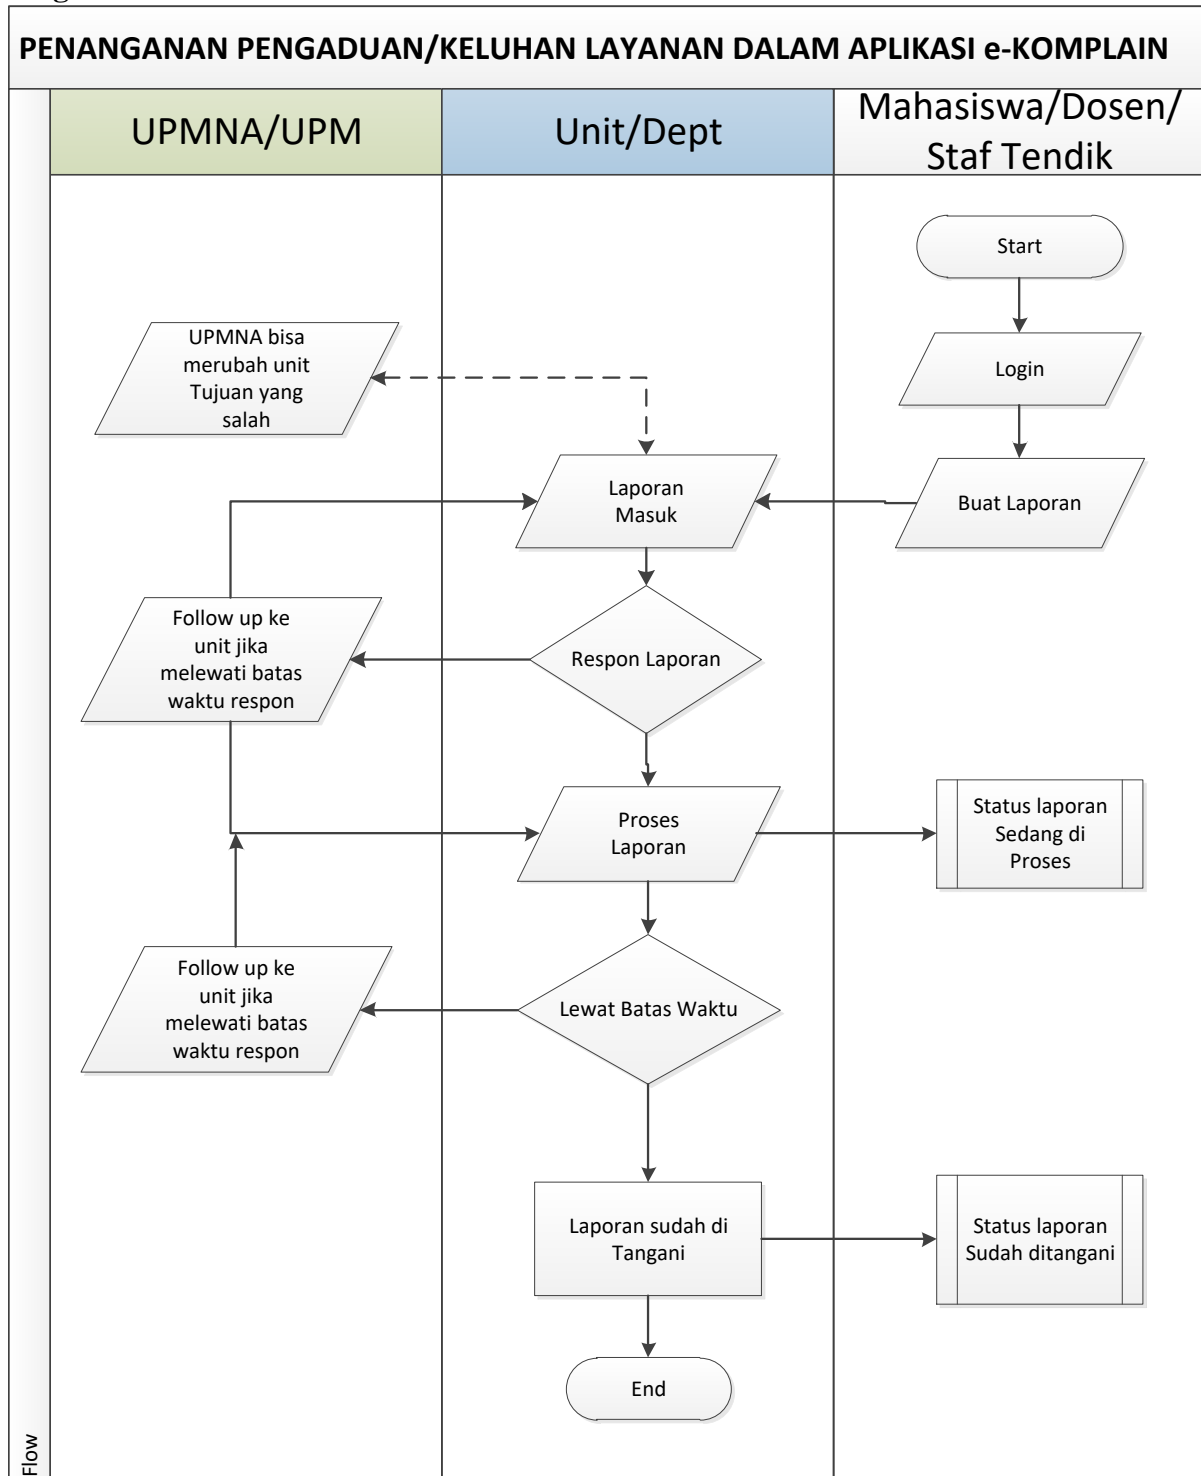 PENANGANAN PENGADUAN/KELUHAN LAYANAN DALAM APLIKASI e-KOMPLAIN
UPMNA/UPM
Unit/Dept
Mahasiswa/Dosen/
Staf Tendik
Start
UPMNA bisa
merubah unit
Tujuan yang
salah
Login
Laporan
Masuk
Buat Laporan
Follow up ke
unit jika
melewati batas
waktu respon
Respon Laporan
Proses
Laporan
Status laporan
Sedang di
Proses
Follow up ke
unit jika
melewati batas
waktu respon
Lewat Batas Waktu
Laporan sudah di
Tangani
Status laporan
Sudah ditangani
End
Flow